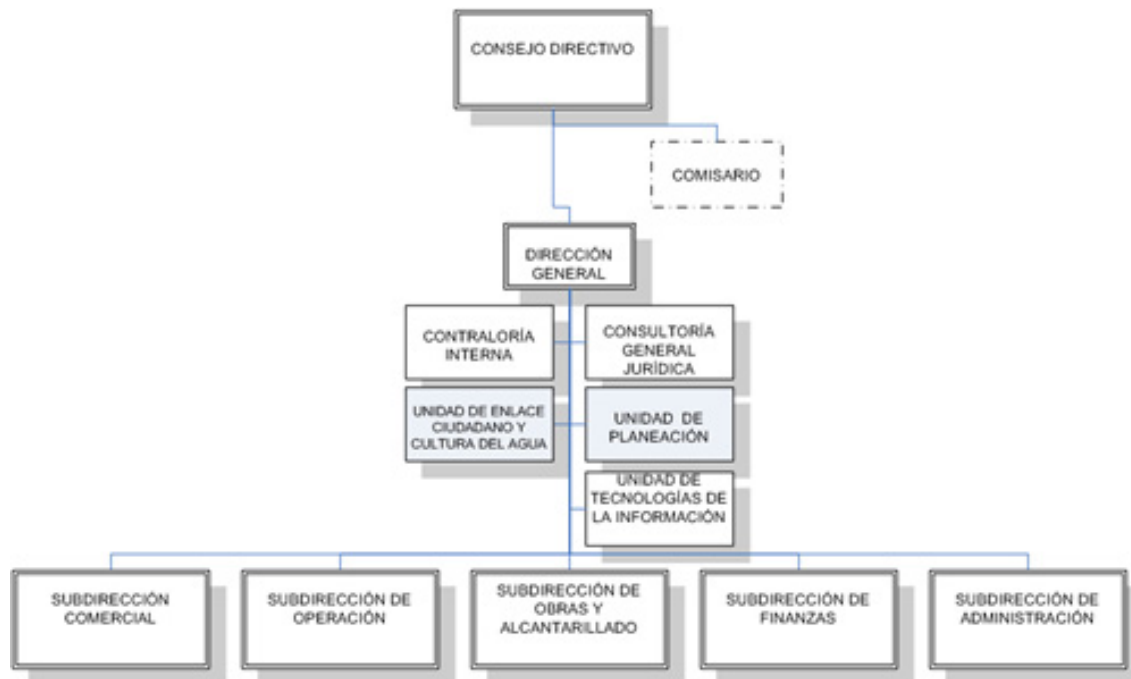 CONSEJO DIRECTIVO
COMISARIO
DIRECCIÓN
GENERAL
CONTRALORÍA
INTERNA
CONSULTORÍA
GENERAL
JURÍDICA
UNIDAD DE ENLACE
CIUDADANO Y
CULTURA DEL AGUA
UNIDAD DE
PLANEACIÓN
UNIDAD DE
TECNOLOGÍAS DE
LA INFORMACIÓN
SUBDIRECCIÓN
COMERCIAL
SUBDIRECCIÓN DE
OPERACIÓN
SUBDIRECCIÓN DE
OBRAS Y
ALCANTARILLADO
SUBDIRECCIÓN DE
FINANZAS
SUBDIRECCIÓN DE
ADMINISTRACIÓN